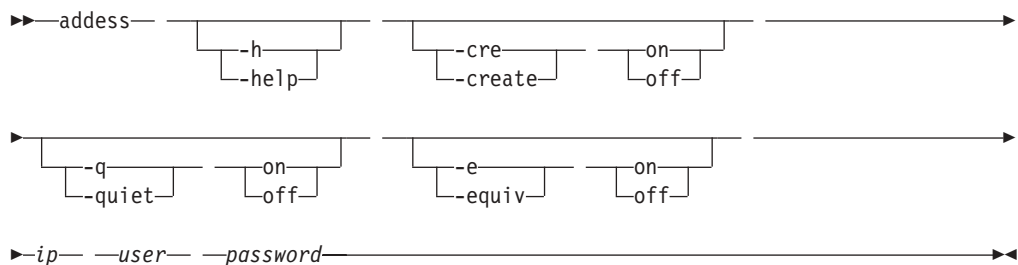 addess
-h -cre on
-help -create off
-q on -e on
-quiet off -equiv off
ip user password